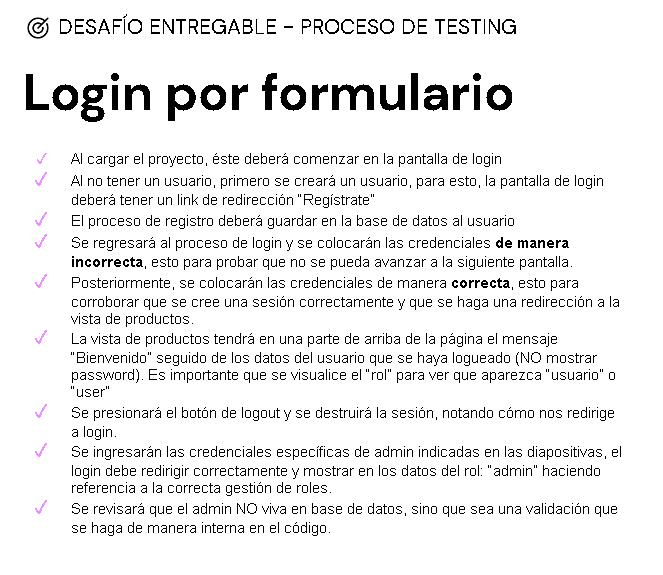 DESAFÍO ENTREGABLE - PROCESO DE TESTING
Login por formulario
✓ Al cargar el proyecto, éste deberá comenzar en la pantalla de login
✓ Al no tener un usuario, primero se creará un usuario, para esto, la pantalla de login
deberá tener un link de redirección "Regístrate"
✓ El proceso de registro deberá guardar en la base de datos al usuario
✓ Se regresará al proceso de login y se colocarán las credenciales de manera
incorrecta, esto para probar que no se pueda avanzar a la siguiente pantalla.
✓ Posteriormente, se colocarán las credenciales de manera correcta, esto para
corroborar que se cree una sesión correctamente y que se haga una redirección a la
vista de productos.
✓ La vista de productos tendrá en una parte de arriba de la página el mensaje
"Bienvenido" seguido de los datos del usuario que se haya logueado (NO mostrar
password). Es importante que se visualice el "rol" para ver que aparezca "usuario" o
"user"
✓ Se presionará el botón de logout y se destruirá la sesión, notando cómo nos redirige
a login.
✓ Se ingresarán las credenciales específicas de admin indicadas en las diapositivas, el
login debe redirigir correctamente y mostrar en los datos del rol: "admin" haciendo
referencia a la correcta gestión de roles.
✓ Se revisará que el admin NO viva en base de datos, sino que sea una validación que
se haga de manera interna en el código.